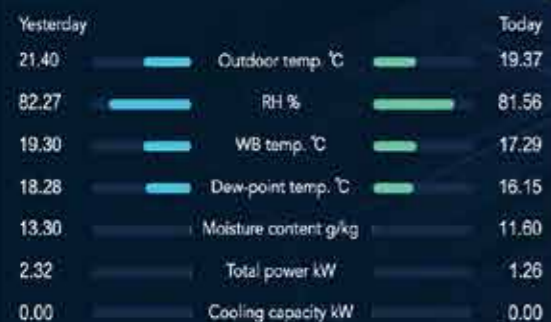 Yesterday Today
21.40 Outdoor temp. ℃ 19.37
82.27 RH % 81.56
19.30 WB temp. ℃ 17.29
18.28 Dew-point temp. ℃ 16.15
13.30 Moisture content g/kg 11.60
2.32 Total power kW 1.26
0.00 Cooling capacity kW 0.00